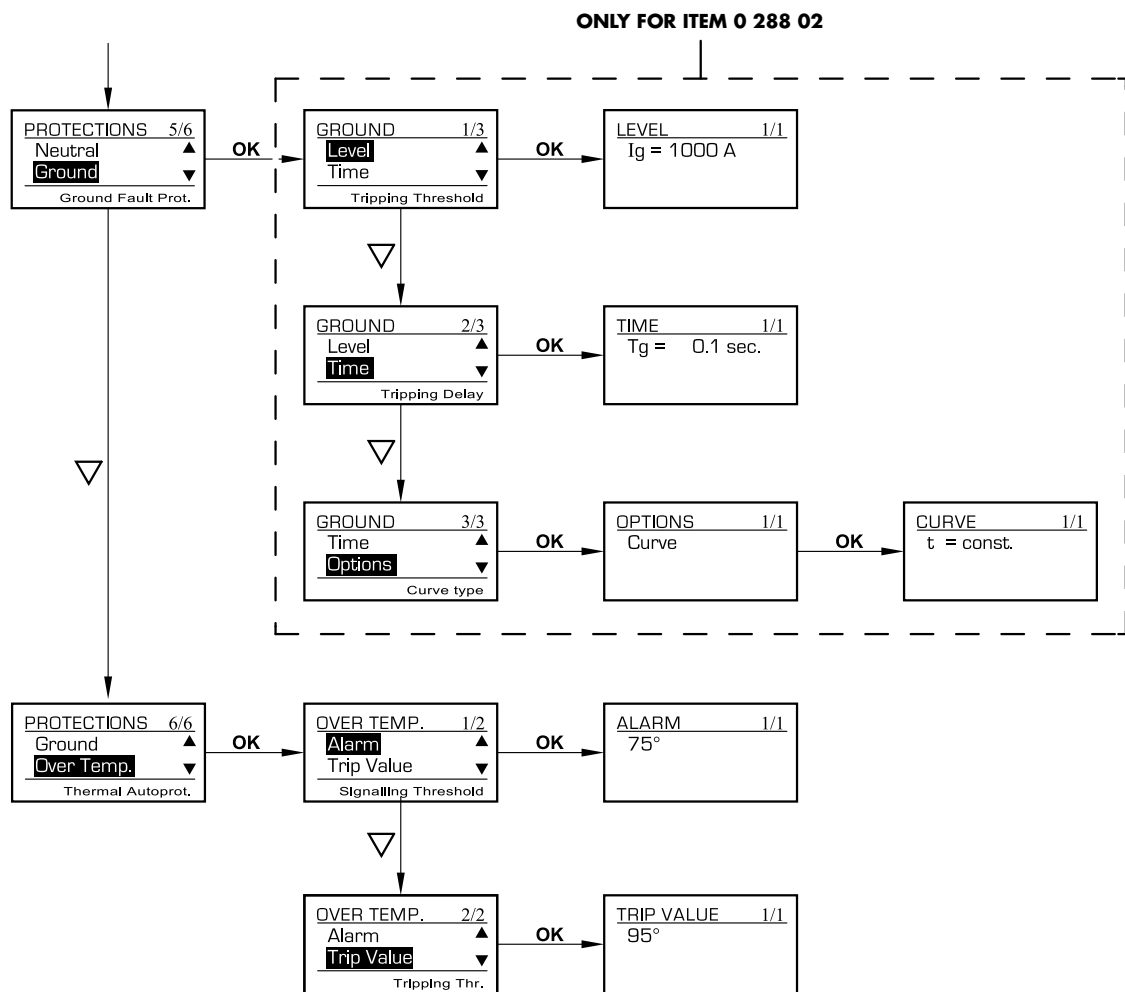 ONLY FOR ITEM 0 288 02
PROTECTIONS 5/6
Neutral ▲
Ground ▼
Ground Fault Prot.
OK
GROUND 1/3
Level ▲
Time ▼
Tripping Threshold
OK
LEVEL 1/1
Ig = 1000 A
GROUND 2/3
Level ▲
Time ▼
Tripping Delay
OK
TIME 1/1
Tg = 0.1 sec.
GROUND 3/3
Time ▲
Options ▼
Curve type
OK
OPTIONS 1/1
Curve
OK
CURVE 1/1
t = const.
PROTECTIONS 6/6
Ground ▲
Over Temp. ▼
Thermal Autoprot.
OK
OVER TEMP. 1/2
Alarm ▲
Trip Value ▼
Signalling Threshold
OK
ALARM 1/1
75°
OVER TEMP. 2/2
Alarm ▲
Trip Value ▼
Tripping Thr.
OK
TRIP VALUE 1/1
95°